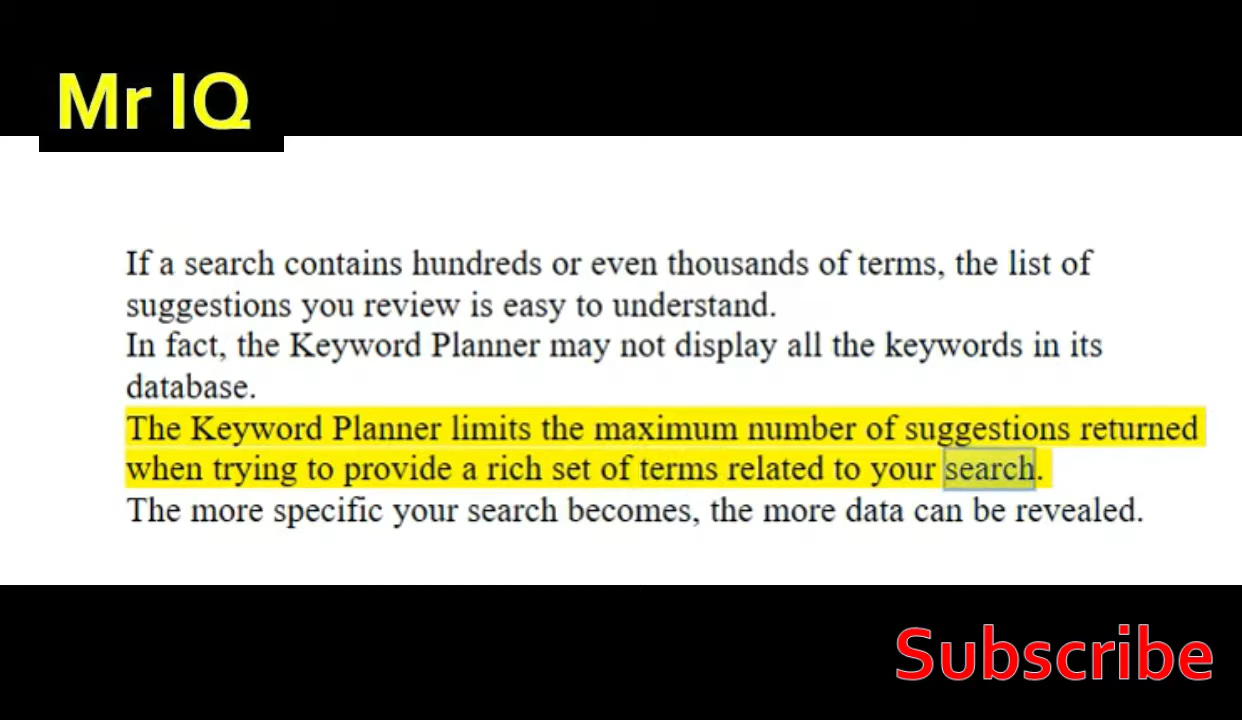 Mr IQ
If a search contains hundreds or even thousands of terms, the list of
suggestions you review is easy to understand.
In fact, the Keyword Planner may not display all the keywords in its
database.
The Keyword Planner limits the maximum number of suggestions returned
when trying to provide a rich set of terms related to your search.
The more specific your search becomes, the more data can be revealed.
Subscribe